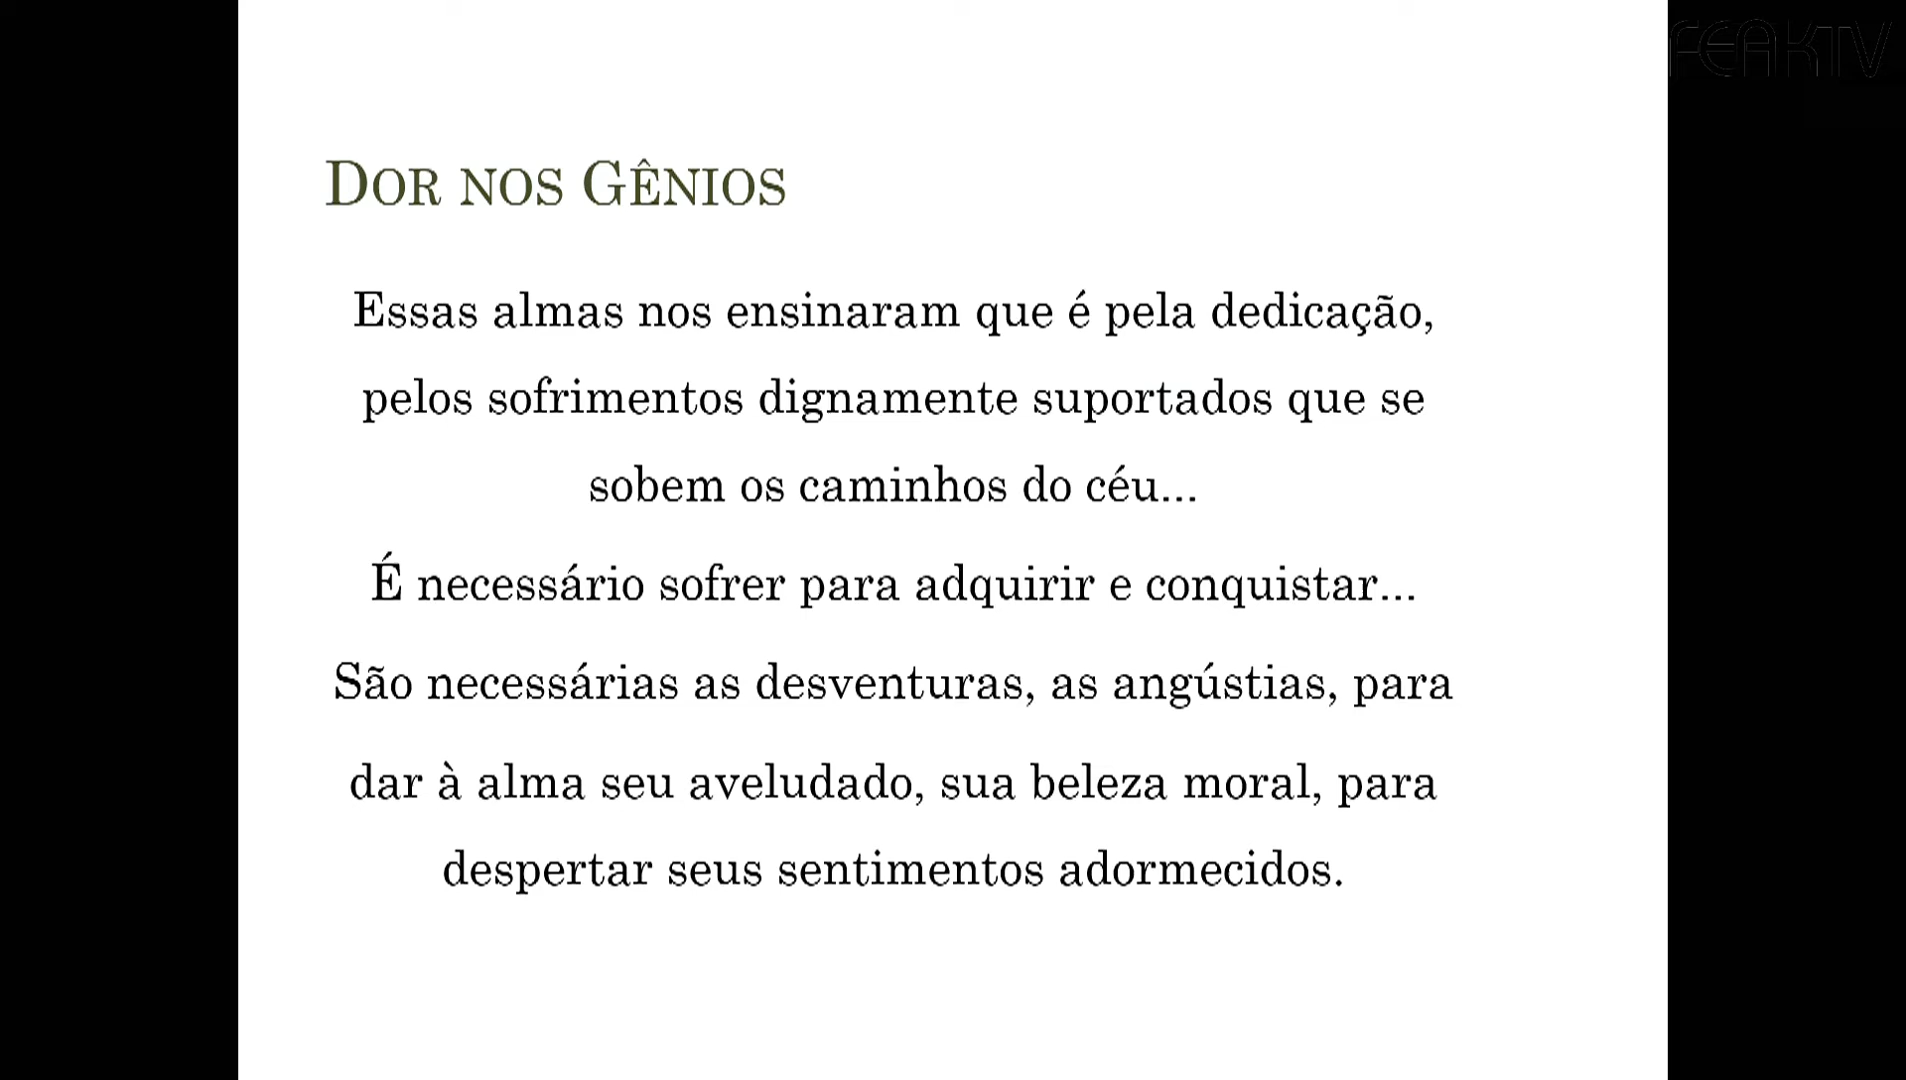 FEAKTV
DOR NOS GÊNIOS
Essas almas nos ensinaram que é pela dedicação,
pelos sofrimentos dignamente suportados que se
sobem os caminhos do céu...
É necessário sofrer para adquirir e conquistar...
São necessárias as desventuras, as angústias, para
dar à alma seu aveludado, sua beleza moral, para
despertar seus sentimentos adormecidos.